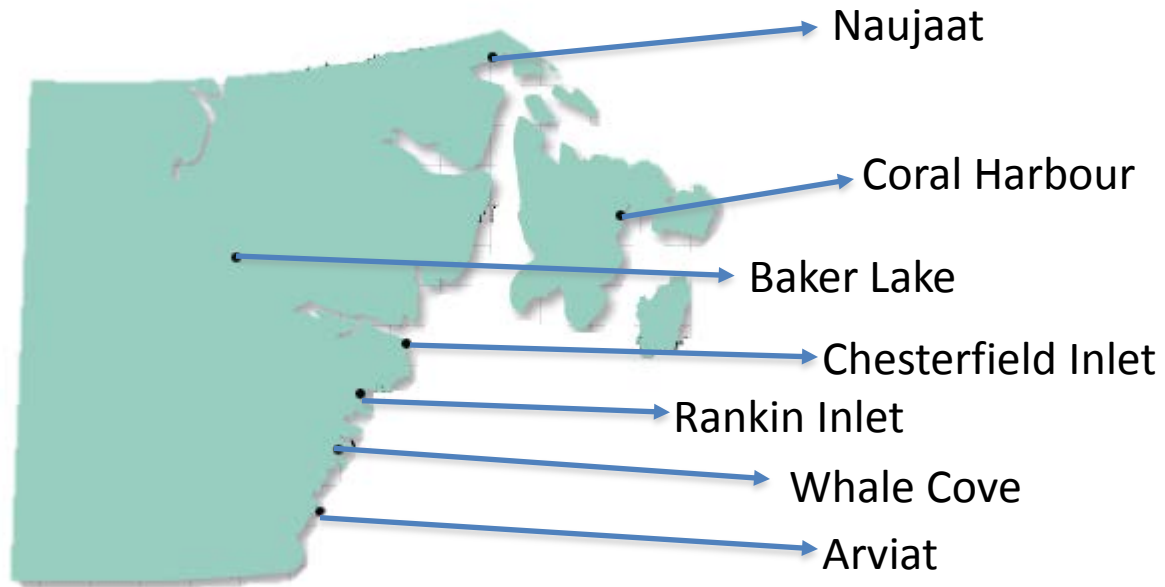 Naujaat
Coral Harbour
Baker Lake
Chesterfield Inlet
Rankin Inlet
Whale Cove
Arviat